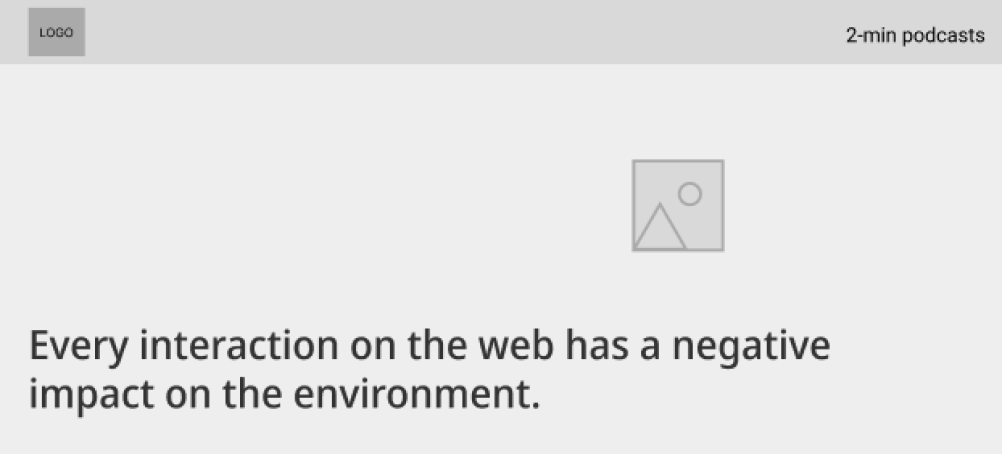 LOGO
2-min podcasts
Every interaction on the web has a negative
impact on the environment.